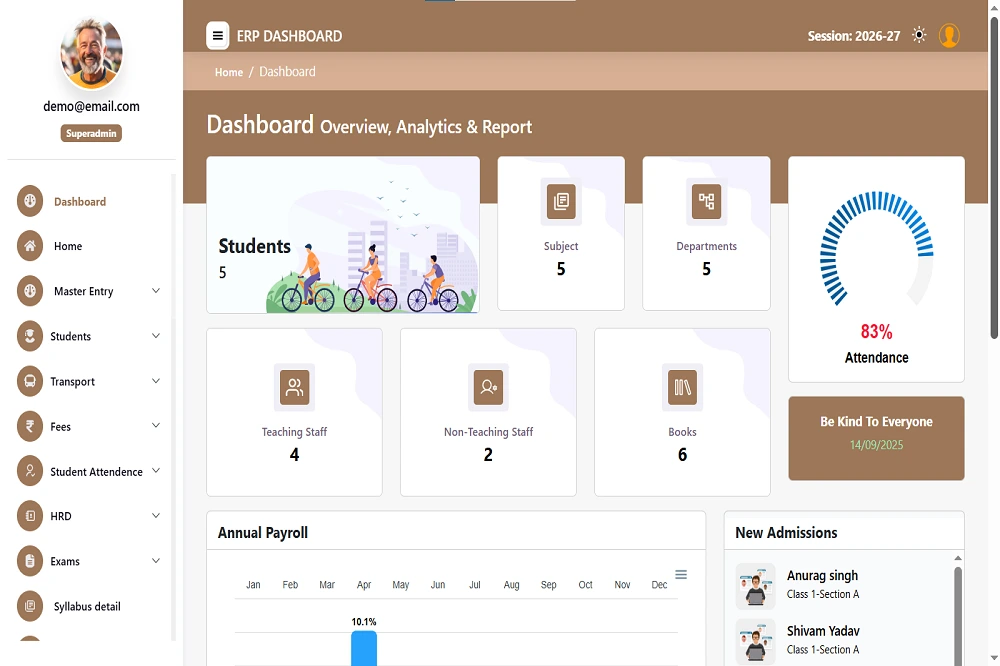 demo@email.com
Superadmin
Dashboard
Home
Master Entry
Students
Transport
Fees
Student Attendence
HRD
Exams
Syllabus detail
ERP DASHBOARD
Session: 2026-27
Home / Dashboard
Dashboard Overview, Analytics & Report
Students
5
Subject
5
Departments
5
83%
Attendance
Teaching Staff
4
Non-Teaching Staff
2
Books
6
Be Kind To Everyone
14/09/2025
Annual Payroll
Jan Feb Mar Apr May Jun Jul Aug Sep Oct Nov Dec
10.1%
New Admissions
Anurag singh
Class 1-Section A
Shivam Yadav
Class 1-Section A